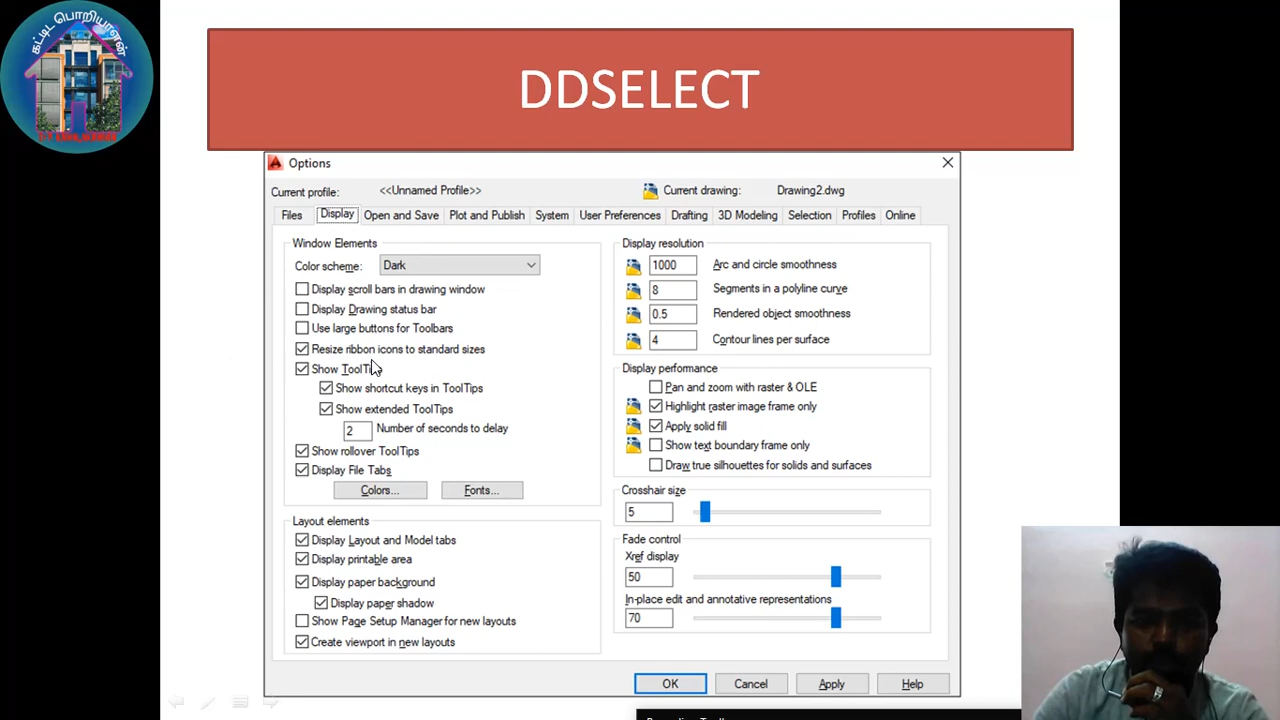 கட்டிட பொறியாளன்
DDSELECT
Options
Current profile: <<Unnamed Profile>> Current drawing: Drawing2.dwg
Files Display Open and Save Plot and Publish System User Preferences Drafting 3D Modeling Selection Profiles Online
Window Elements
Color scheme: Dark
Display scroll bars in drawing window
Display Drawing status bar
Use large buttons for Toolbars
Resize ribbon icons to standard sizes
Show ToolTips
Show shortcut keys in ToolTips
Show extended ToolTips
2 Number of seconds to delay
Show rollover ToolTips
Display File Tabs
Colors... Fonts...
Layout elements
Display Layout and Model tabs
Display printable area
Display paper background
Display paper shadow
Show Page Setup Manager for new layouts
Create viewport in new layouts
Display resolution
1000 Arc and circle smoothness
8 Segments in a polyline curve
0.5 Rendered object smoothness
4 Contour lines per surface
Display performance
Pan and zoom with raster & OLE
Highlight raster image frame only
Apply solid fill
Show text boundary frame only
Draw true silhouettes for solids and surfaces
Crosshair size
5
Fade control
Xref display
50
In-place edit and annotative representations
70
OK Cancel Apply Help